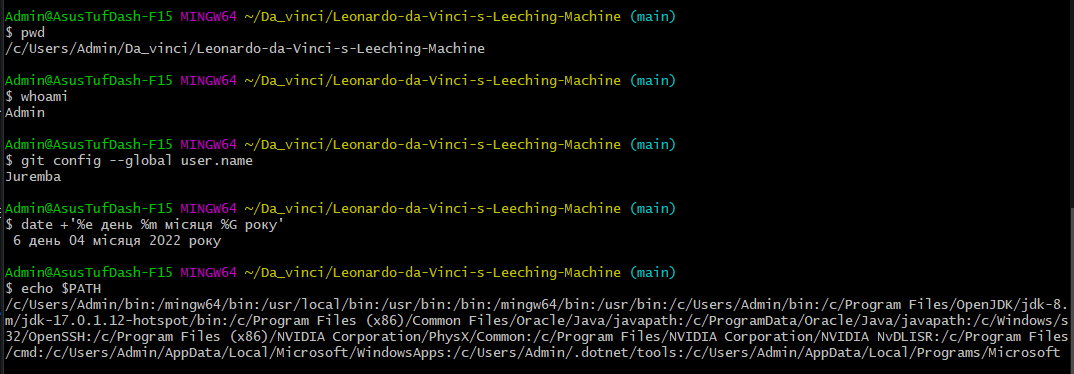 Admin@AsusTufDash-F15 MINGW64 ~/Da_vinci/Leonardo-da-Vinci-s-Leeching-Machine (main)
$ pwd
/c/Users/Admin/Da_vinci/Leonardo-da-Vinci-s-Leeching-Machine
Admin@AsusTufDash-F15 MINGW64 ~/Da_vinci/Leonardo-da-Vinci-s-Leeching-Machine (main)
$ whoami
Admin
Admin@AsusTufDash-F15 MINGW64 ~/Da_vinci/Leonardo-da-Vinci-s-Leeching-Machine (main)
$ git config --global user.name
Juremba
Admin@AsusTufDash-F15 MINGW64 ~/Da_vinci/Leonardo-da-Vinci-s-Leeching-Machine (main)
$ date +'%e день %m місяця %G року'
6 день 04 місяця 2022 року
Admin@AsusTufDash-F15 MINGW64 ~/Da_vinci/Leonardo-da-Vinci-s-Leeching-Machine (main)
$ echo $PATH
/c/Users/Admin/bin:/mingw64/bin:/usr/local/bin:/usr/bin:/bin:/mingw64/bin:/usr/bin:/c/Users/Admin/bin:/c/Program Files/OpenJDK/jdk-8.
m/jdk-17.0.1.12-hotspot/bin:/c/Program Files (x86)/Common Files/Oracle/Java/javapath:/c/ProgramData/Oracle/Java/javapath:/c/Windows/s
32/OpenSSH:/c/Program Files (x86)/NVIDIA Corporation/PhysX/Common:/c/Program Files/NVIDIA Corporation/NVIDIA NvDLISR:/c/Program Files
/cmd:/c/Users/Admin/AppData/Local/Microsoft/WindowsApps:/c/Users/Admin/.dotnet/tools:/c/Users/Admin/AppData/Local/Programs/Microsoft